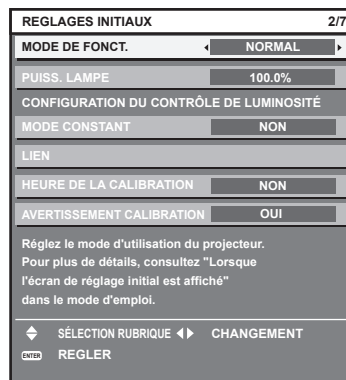 REGLAGES INITIAUX 2/7
MODE DE FONCT. NORMAL
PUISS. LAMPE 100.0%
CONFIGURATION DU CONTRÔLE DE LUMINOSITÉ
MODE CONSTANT NON
LIEN
HEURE DE LA CALIBRATION NON
AVERTISSEMENT CALIBRATION OUI
Réglez le mode d'utilisation du projecteur.
Pour plus de détails, consultez "Lorsque
l'écran de réglage initial est affiché"
dans le mode d'emploi.
SÉLECTION RUBRIQUE CHANGEMENT
ENTER REGLER